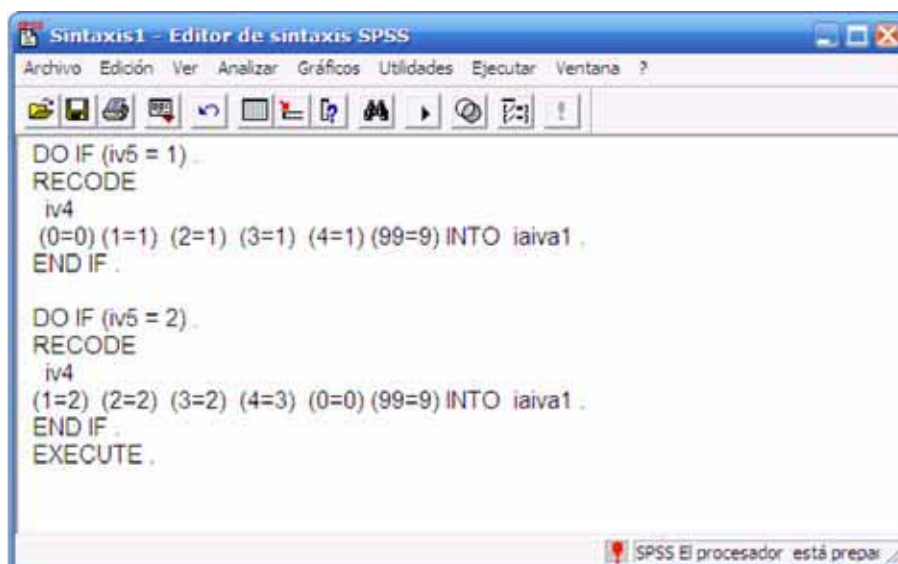 Sintaxis1 - Editor de sintaxis SPSS
Archivo Edición Ver Analizar Gráficos Utilidades Ejecutar Ventana ?
DO IF (iv5 = 1) .
RECODE
iv4
(0=0) (1=1) (2=1) (3=1) (4=1) (99=9) INTO iaiva1 .
END IF .
DO IF (iv5 = 2) .
RECODE
iv4
(1=2) (2=2) (3=2) (4=3) (0=0) (99=9) INTO iaiva1 .
END IF .
EXECUTE .
SPSS El procesador está prepar